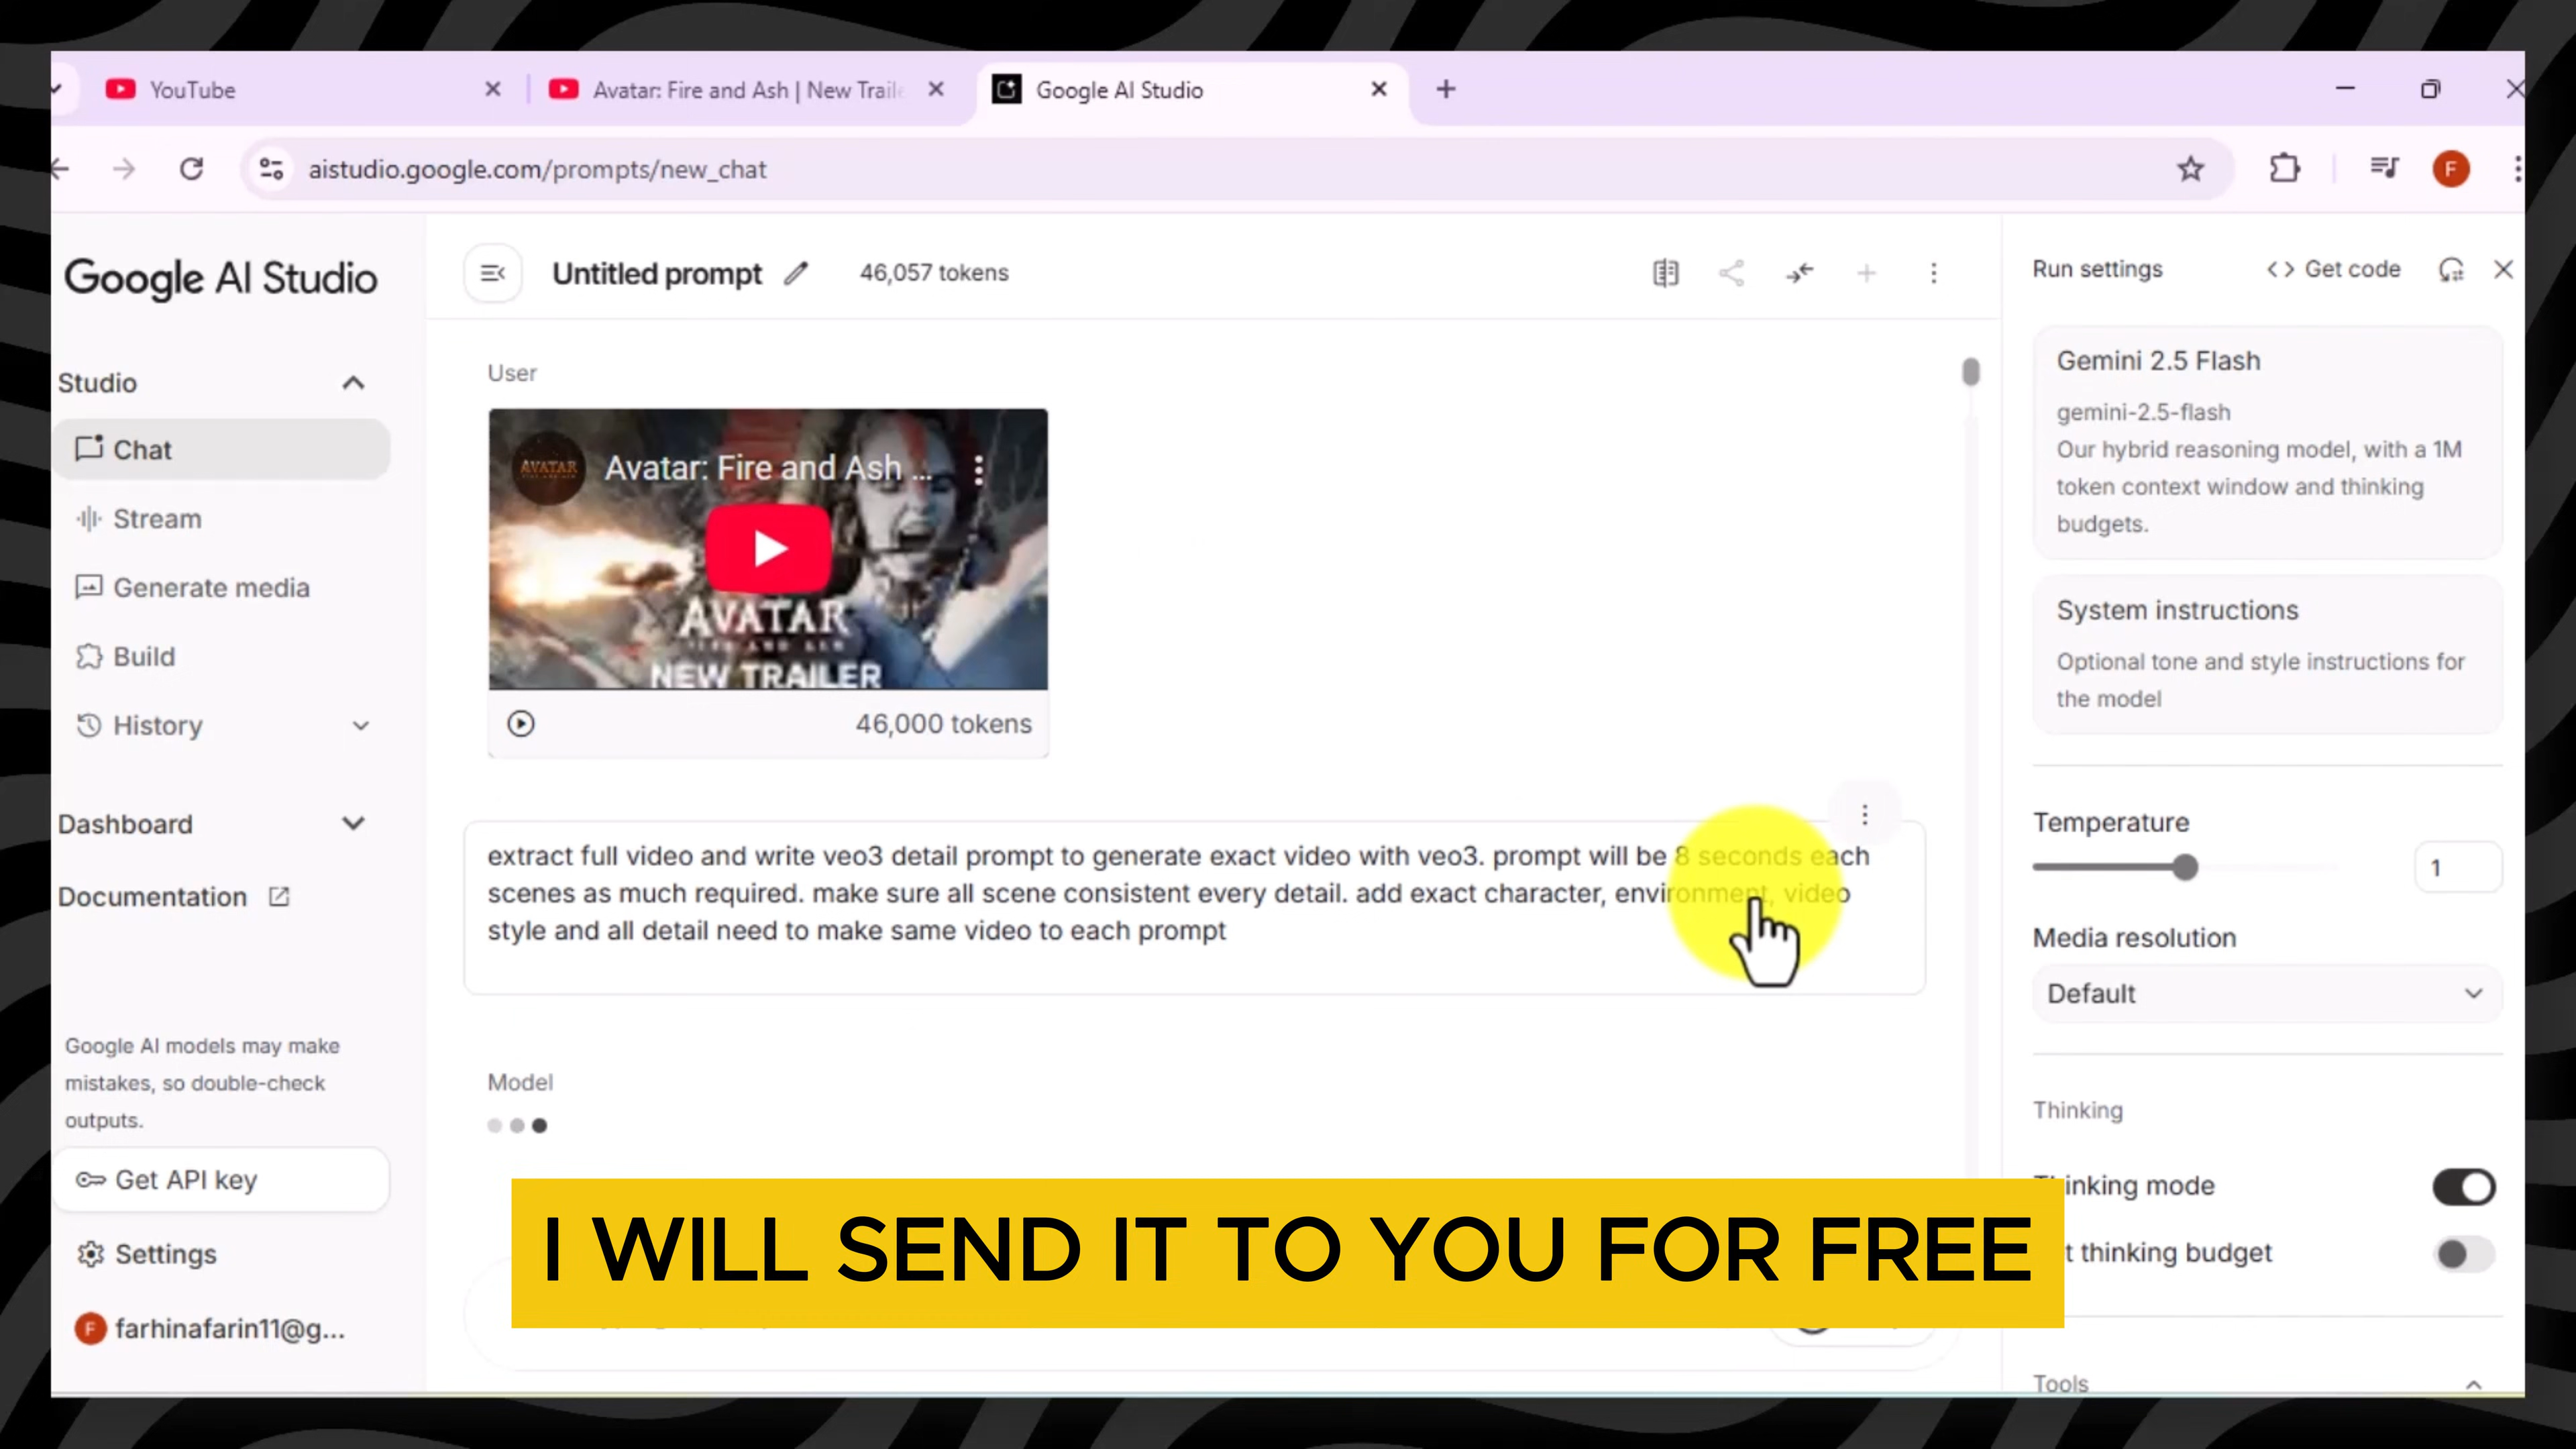 YouTube
Avatar: Fire and Ash | New Traile
Google AI Studio
aistudio.google.com/prompts/new_chat
F
Google AI Studio
Studio
Chat
Stream
Generate media
Build
History
Dashboard
Documentation
Google AI models may make
mistakes, so double-check
outputs.
Get API key
Settings
F
farhinafarin11@g...
Untitled prompt
46,057 tokens
User
AVATAR
Avatar: Fire and Ash ...
AVATAR
FIRE AND ASH
NEW TRAILER
46,000 tokens
extract full video and write veo3 detail prompt to generate exact video with veo3. prompt will be 8 seconds each
scenes as much required. make sure all scene consistent every detail. add exact character, environment, video
style and all detail need to make same video to each prompt
Model
I WILL SEND IT TO YOU FOR FREE
Run settings
Get code
Gemini 2.5 Flash
gemini-2.5-flash
Our hybrid reasoning model, with a 1M
token context window and thinking
budgets.
System instructions
Optional tone and style instructions for
the model
Temperature
1
Media resolution
Default
Thinking
inking mode
t thinking budget
Tools